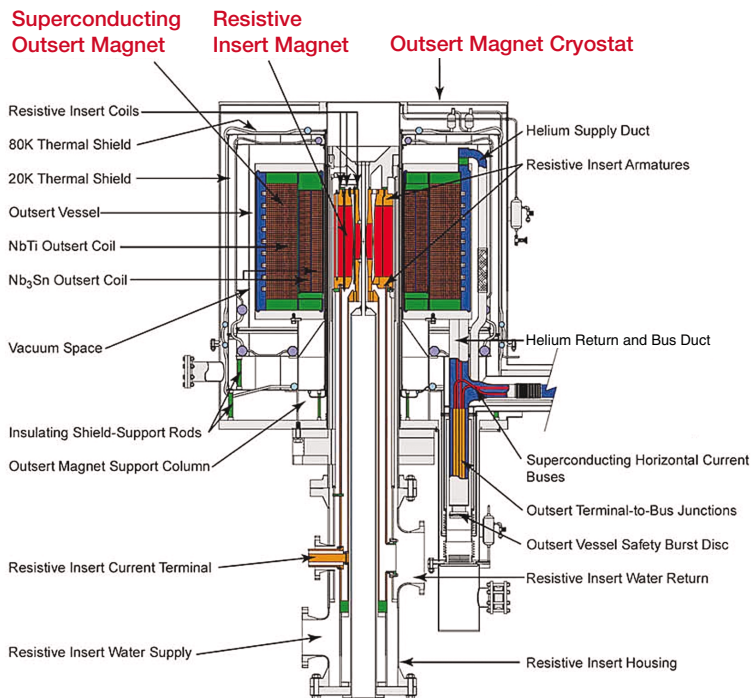 Superconducting
Outsert Magnet
Resistive
Insert Magnet
Outsert Magnet Cryostat
Resistive Insert Coils
80K Thermal Shield
20K Thermal Shield
Outsert Vessel
NbTi Outsert Coil
Nb₃Sn Outsert Coil
Vacuum Space
Insulating Shield-Support Rods
Outsert Magnet Support Column
Resistive Insert Current Terminal
Resistive Insert Water Supply
Helium Supply Duct
Resistive Insert Armatures
Helium Return and Bus Duct
Superconducting Horizontal Current
Buses
Outsert Terminal-to-Bus Junctions
Outsert Vessel Safety Burst Disc
Resistive Insert Water Return
Resistive Insert Housing